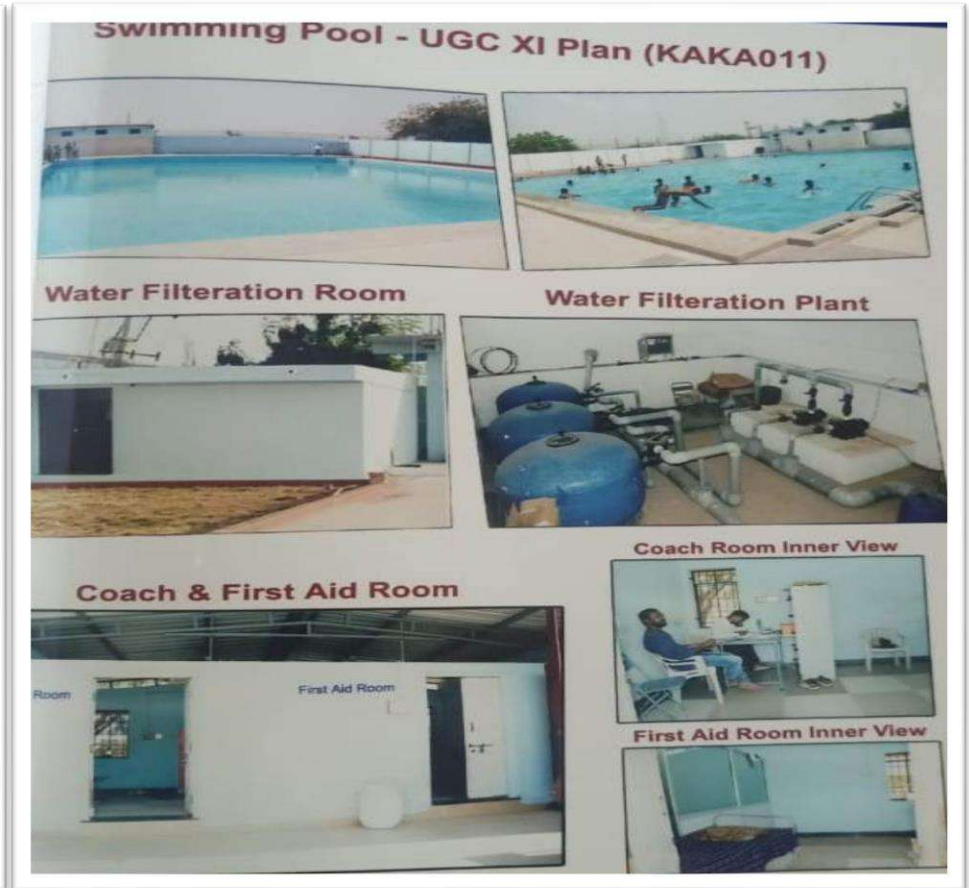 Swimming Pool - UGC XI Plan (KAKA011)
Water Filteration Room
Water Filteration Plant
Coach & First Aid Room
Coach Room Inner View
Room
First Aid Room
First Aid Room Inner View